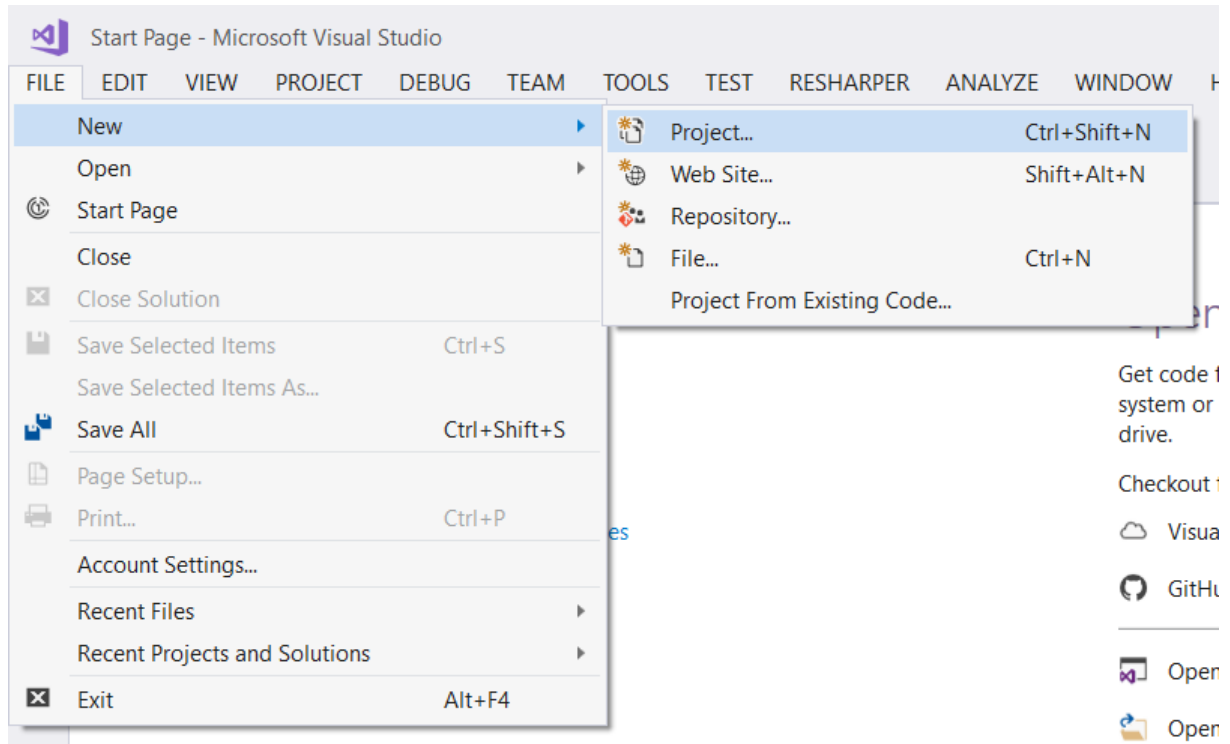 Start Page - Microsoft Visual Studio
FILE EDIT VIEW PROJECT DEBUG TEAM TOOLS TEST RESHARPER ANALYZE WINDOW
New
Open
Start Page
Close
Close Solution
Save Selected Items Ctrl+S
Save Selected Items As...
Save All Ctrl+Shift+S
Page Setup...
Print... Ctrl+P
Account Settings...
Recent Files
Recent Projects and Solutions
Exit Alt+F4
Project... Ctrl+Shift+N
Web Site... Shift+Alt+N
Repository...
File... Ctrl+N
Project From Existing Code...
es
Get code
system or
drive.
Checkout
Visua
GitHu
Open
Open